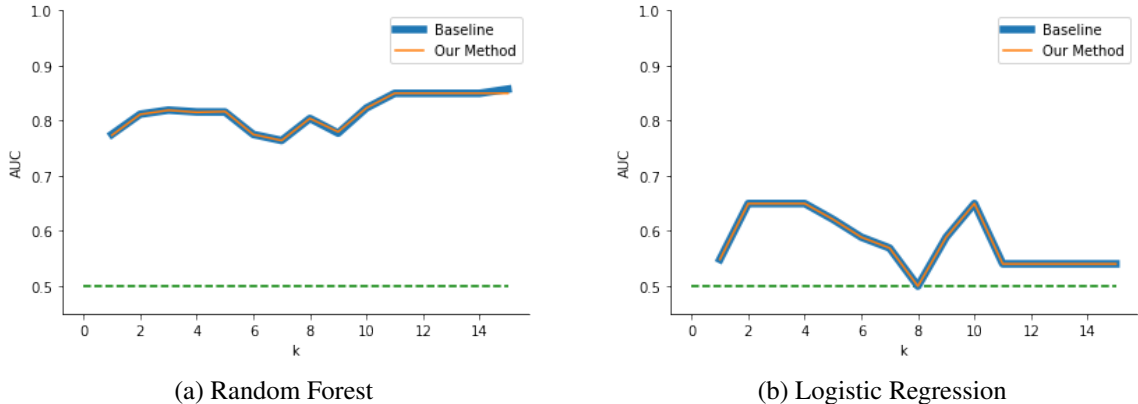 1.0
0.9
0.8
0.7
0.6
0.5
AUC
0 2 4 6 8 10 12 14
k
Baseline
Our Method
(a) Random Forest
1.0
0.9
0.8
0.7
0.6
0.5
AUC
0 2 4 6 8 10 12 14
k
Baseline
Our Method
(b) Logistic Regression